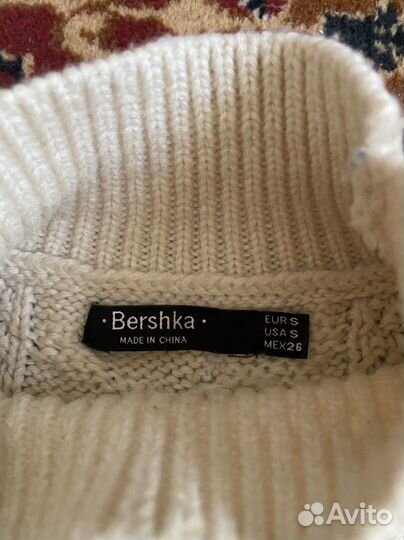 · Bershka ·
MADE IN CHINA
EUR S
USA S
MEX 26
Avito